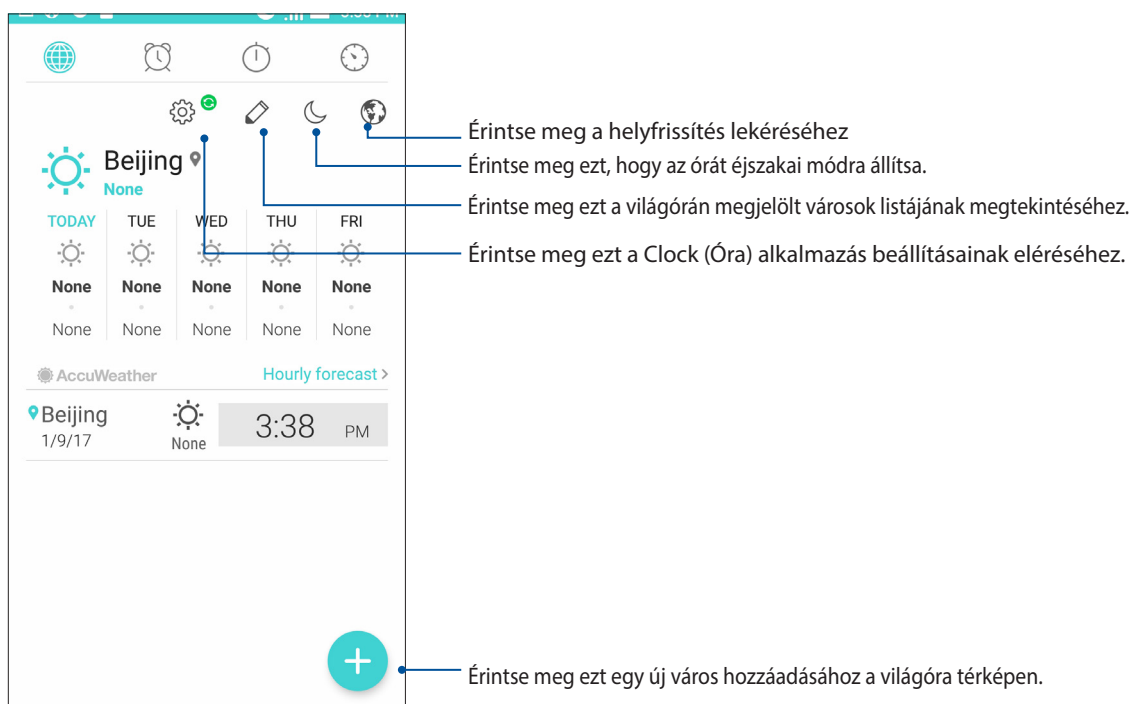 Érintse meg a helyfrissítés lekéréséhez
Érintse meg ezt, hogy az órát éjszakai módra állítsa.
Beijing
None
Érintse meg ezt a világórán megjelölt városok listájának megtekintéséhez.
TODAY TUE WED THU FRI
Érintse meg ezt a Clock (Óra) alkalmazás beállításainak eléréséhez.
None None None None None
None None None None None
AccuWeather Hourly forecast >
Beijing 3:38 PM
1/9/17 None
Érintse meg ezt egy új város hozzáadásához a világóra térképen.